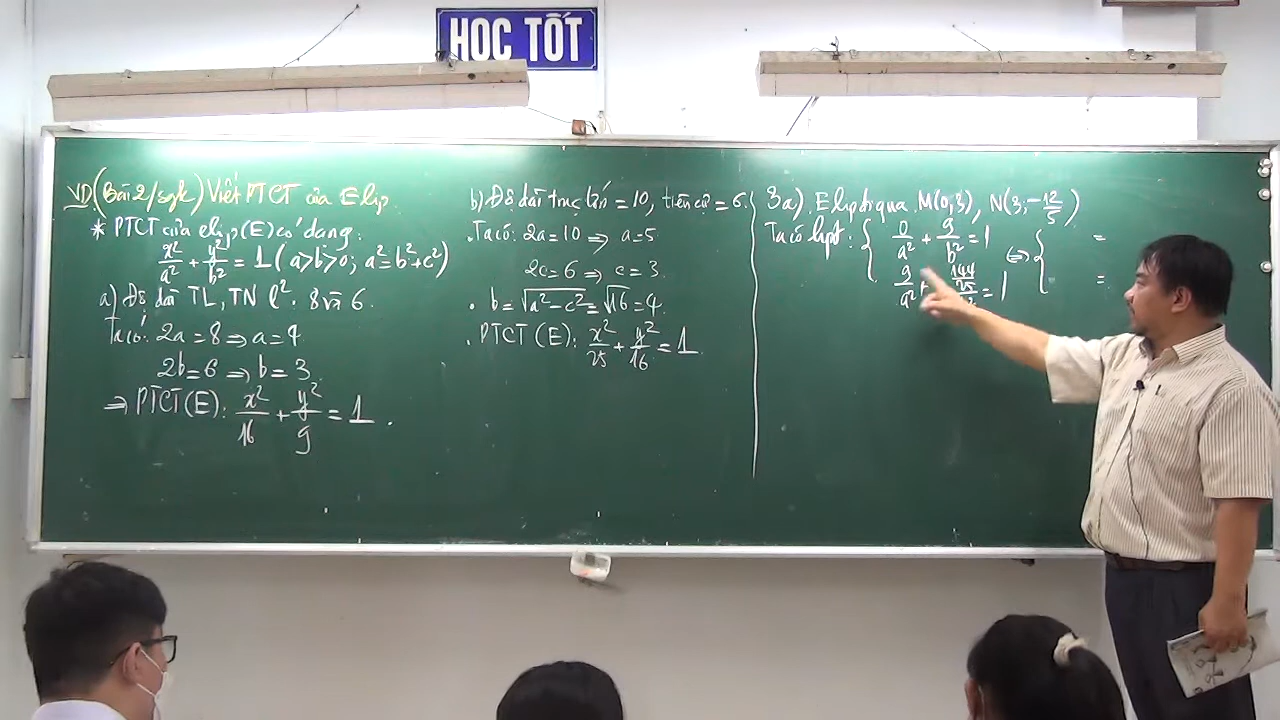 HỌC TỐT
VD (Bài 2/sgk) Viết PTCT của Elip.
* PTCT của elip (E) có dạng:
x²/a² + y²/b² = 1 (a>b>0; a²=b²+c²)
a) Độ dài TL, TN lº: 8 và 6.
Ta có: 2a = 8 ⇒ a = 4
2b = 6 ⇒ b = 3.
⇒ PTCT (E): x²/16 + y²/9 = 1.
b) Độ dài trục lớn = 10, tiêu cự = 6.
. Ta có: 2a = 10 ⇒ a = 5
2c = 6 ⇒ c = 3.
. b = √(a² - c²) = √16 = 4.
. PTCT (E): x²/25 + y²/16 = 1.
3a). Elip đi qua M(0,3), N(3; -12/5)
Ta có hpt: { 0/a² + 9/b² = 1 ⇔ { =
9/a² + 144/25 = 1 =